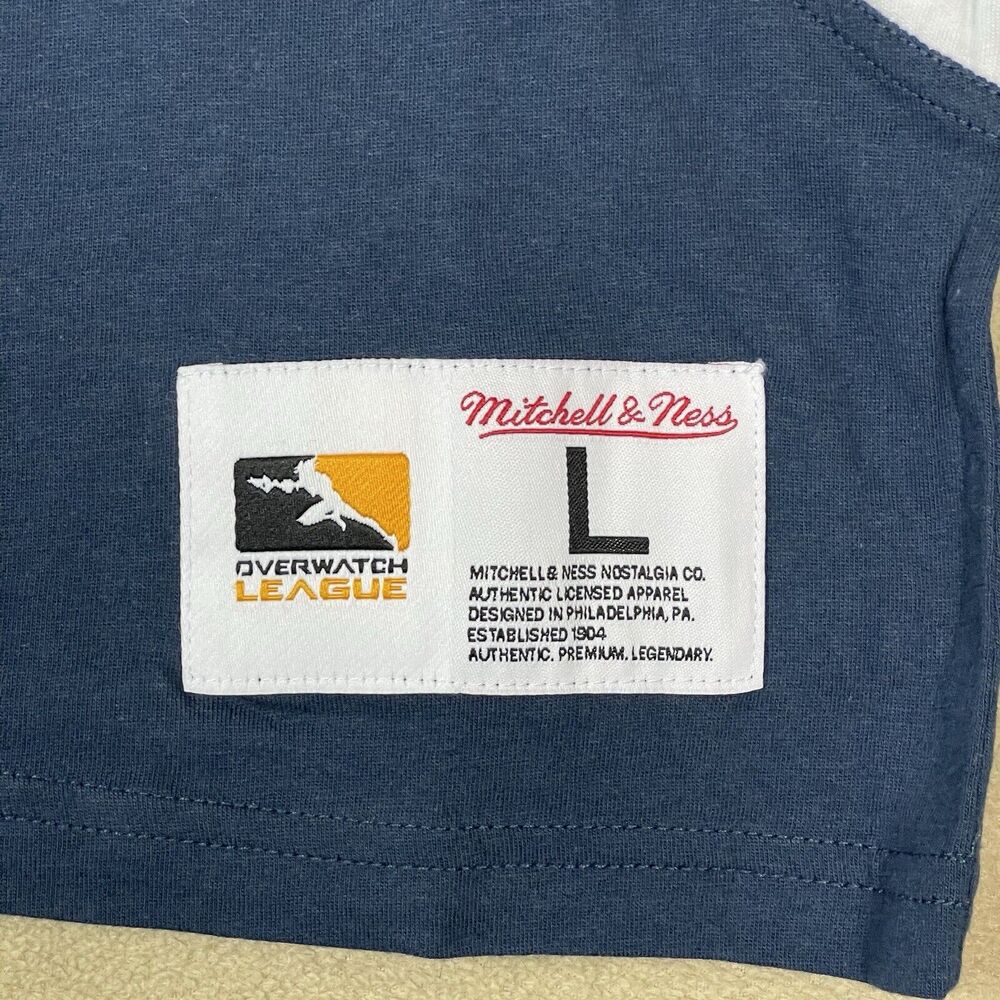 OVERWATCH
LEAGUE
Mitchell & Ness
L
MITCHELL & NESS NOSTALGIA CO.
AUTHENTIC LICENSED APPAREL
DESIGNED IN PHILADELPHIA, PA.
ESTABLISHED 1904
AUTHENTIC. PREMIUM. LEGENDARY.